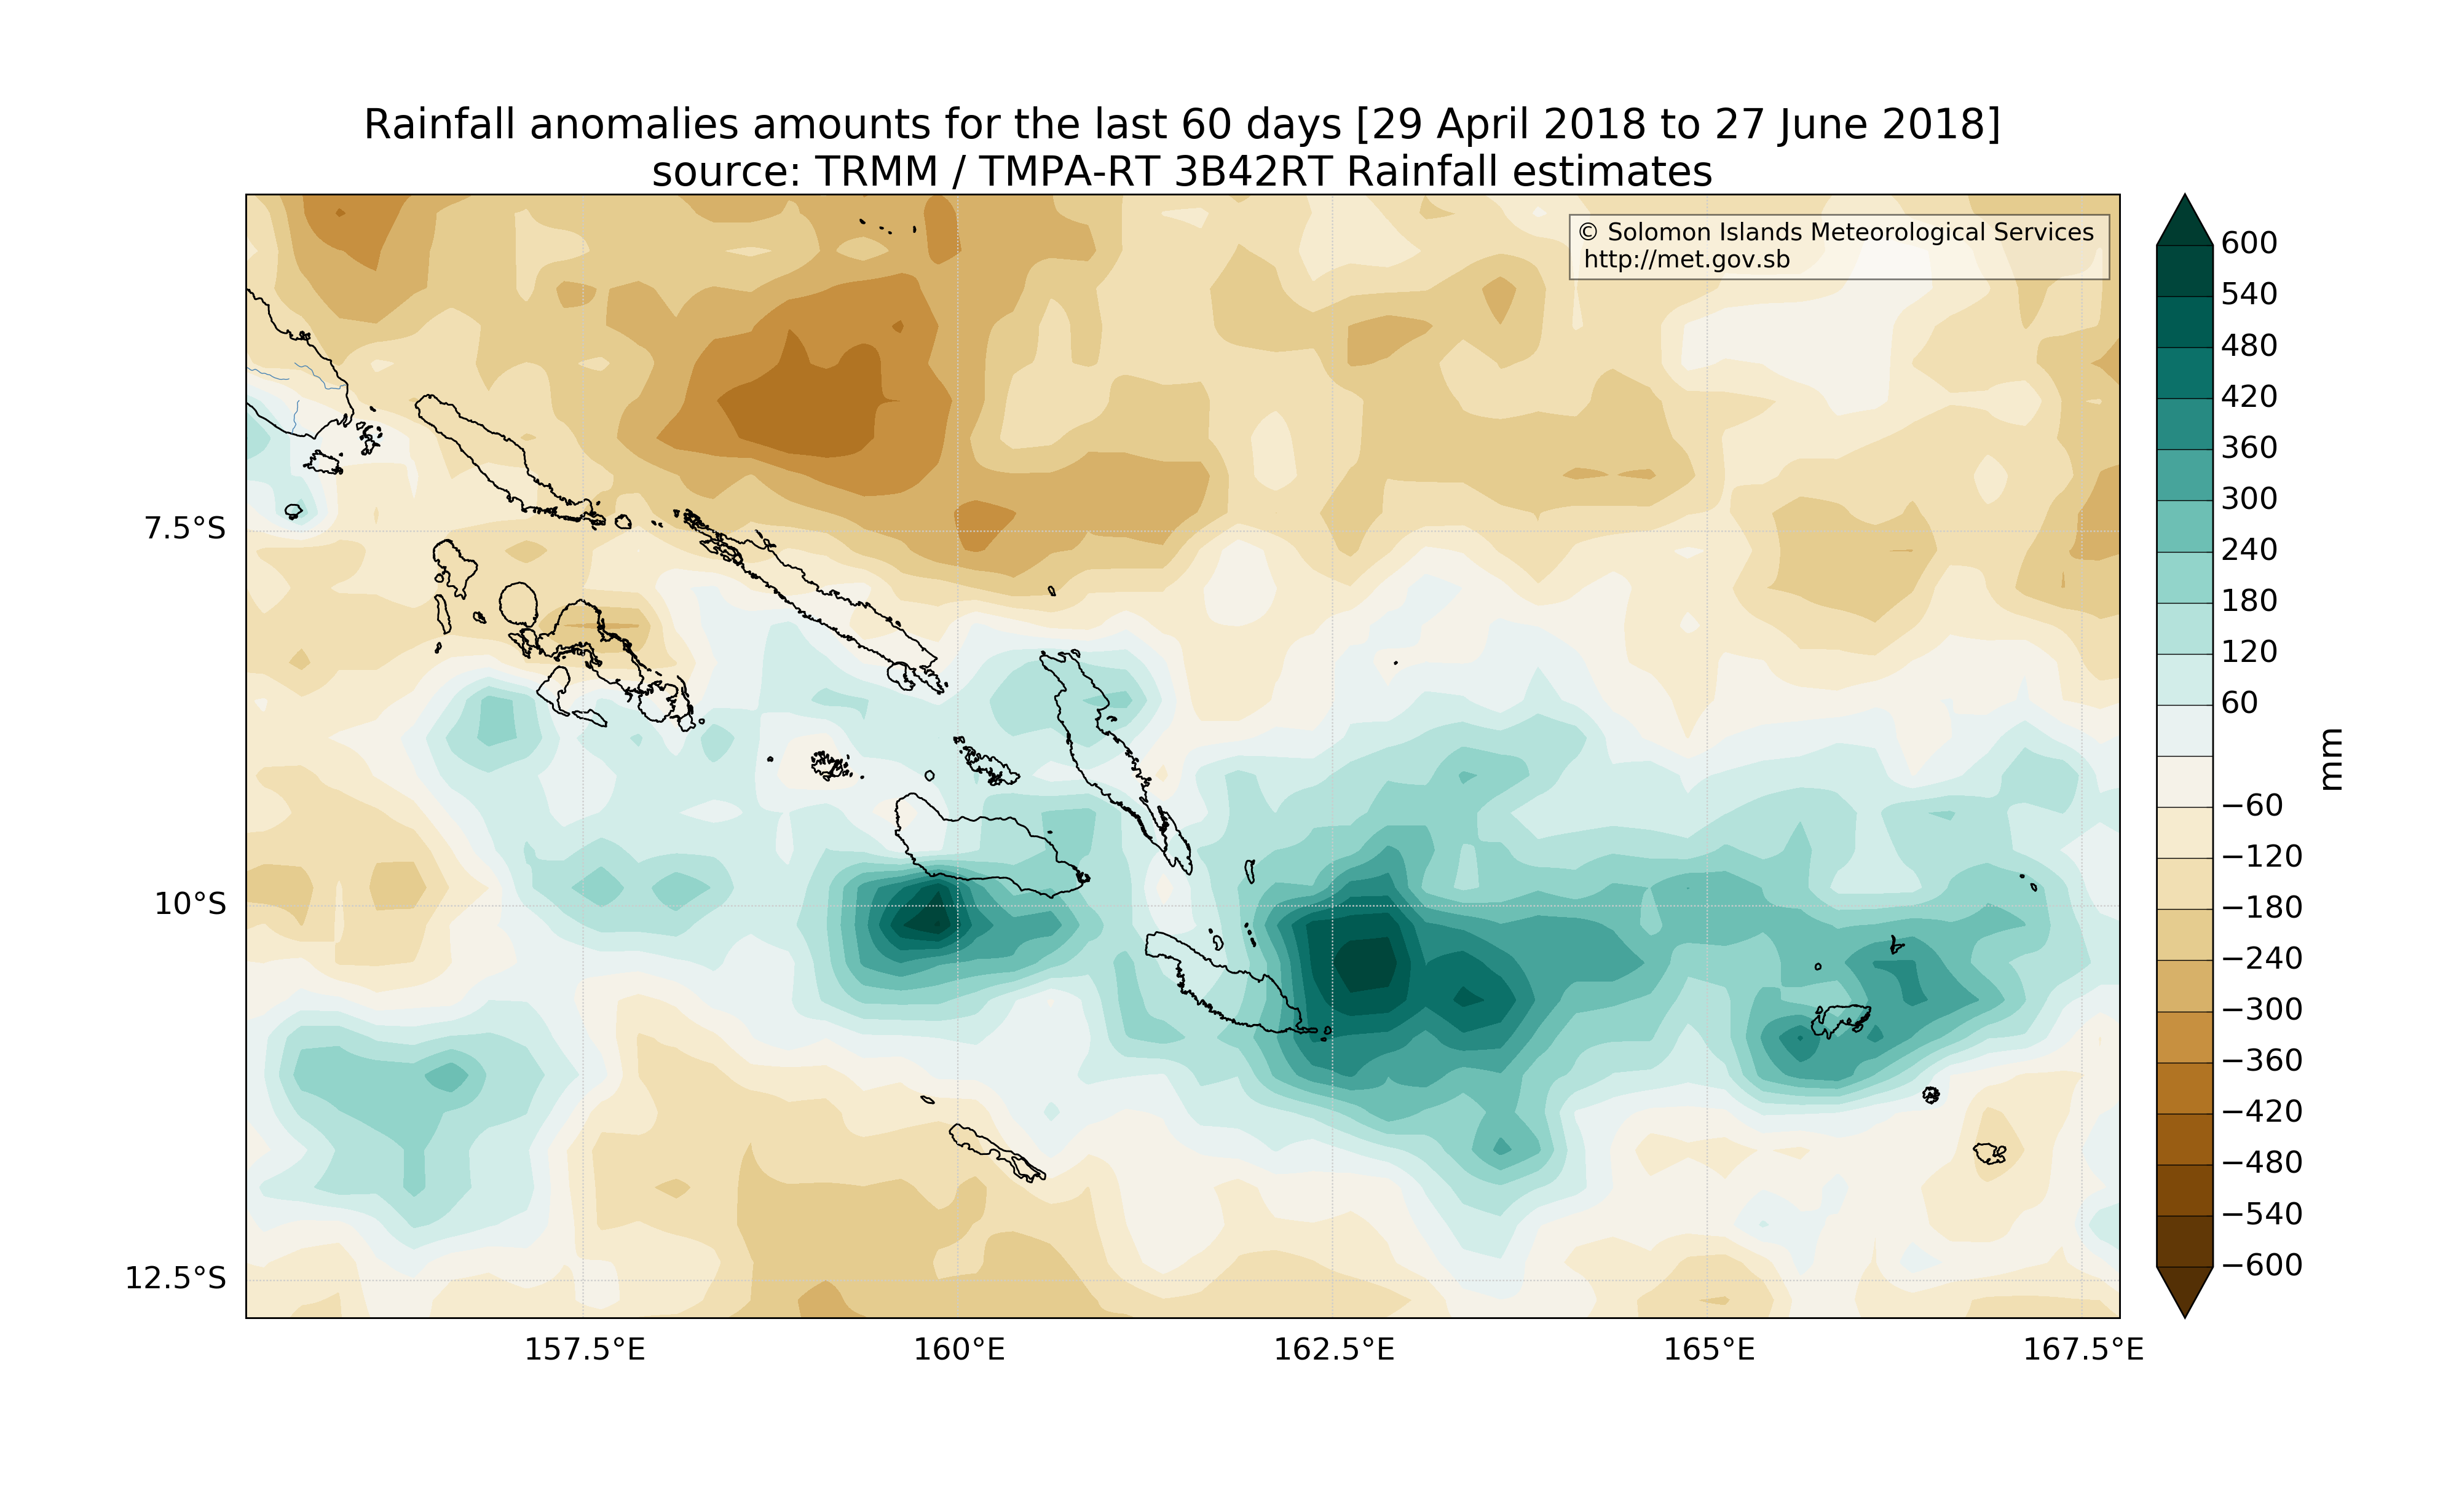 Rainfall anomalies amounts for the last 60 days [29 April 2018 to 27 June 2018]
source: TRMM / TMPA-RT 3B42RT Rainfall estimates
© Solomon Islands Meteorological Services
http://met.gov.sb
7.5°S
10°S
12.5°S
157.5°E
160°E
162.5°E
165°E
167.5°E
600
540
480
420
360
300
240
180
120
60
−60
−120
−180
−240
−300
−360
−420
−480
−540
−600
mm